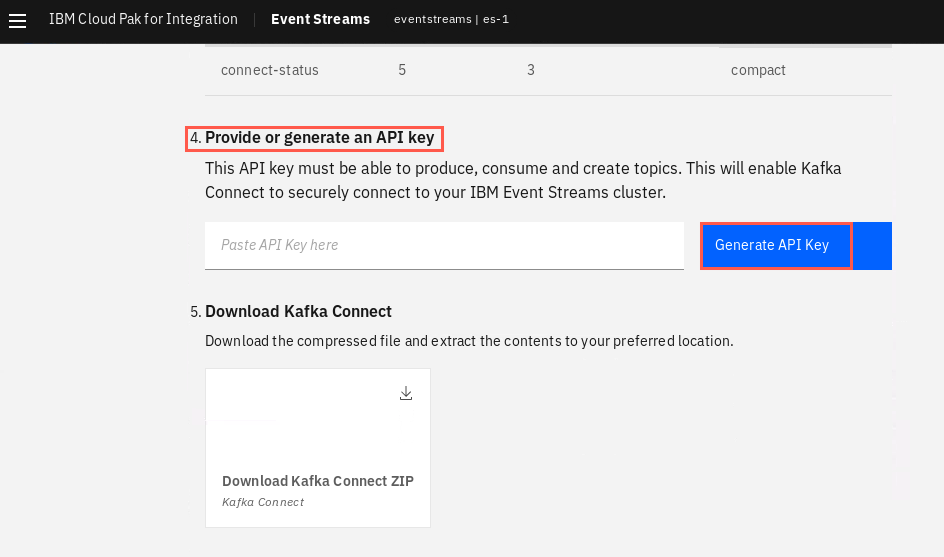 IBM Cloud Pak for Integration Event Streams eventstreams | es-1
connect-status 5 3 compact
4. Provide or generate an API key
This API key must be able to produce, consume and create topics. This will enable Kafka
Connect to securely connect to your IBM Event Streams cluster.
Paste API Key here Generate API Key
5. Download Kafka Connect
Download the compressed file and extract the contents to your preferred location.
Download Kafka Connect ZIP
Kafka Connect